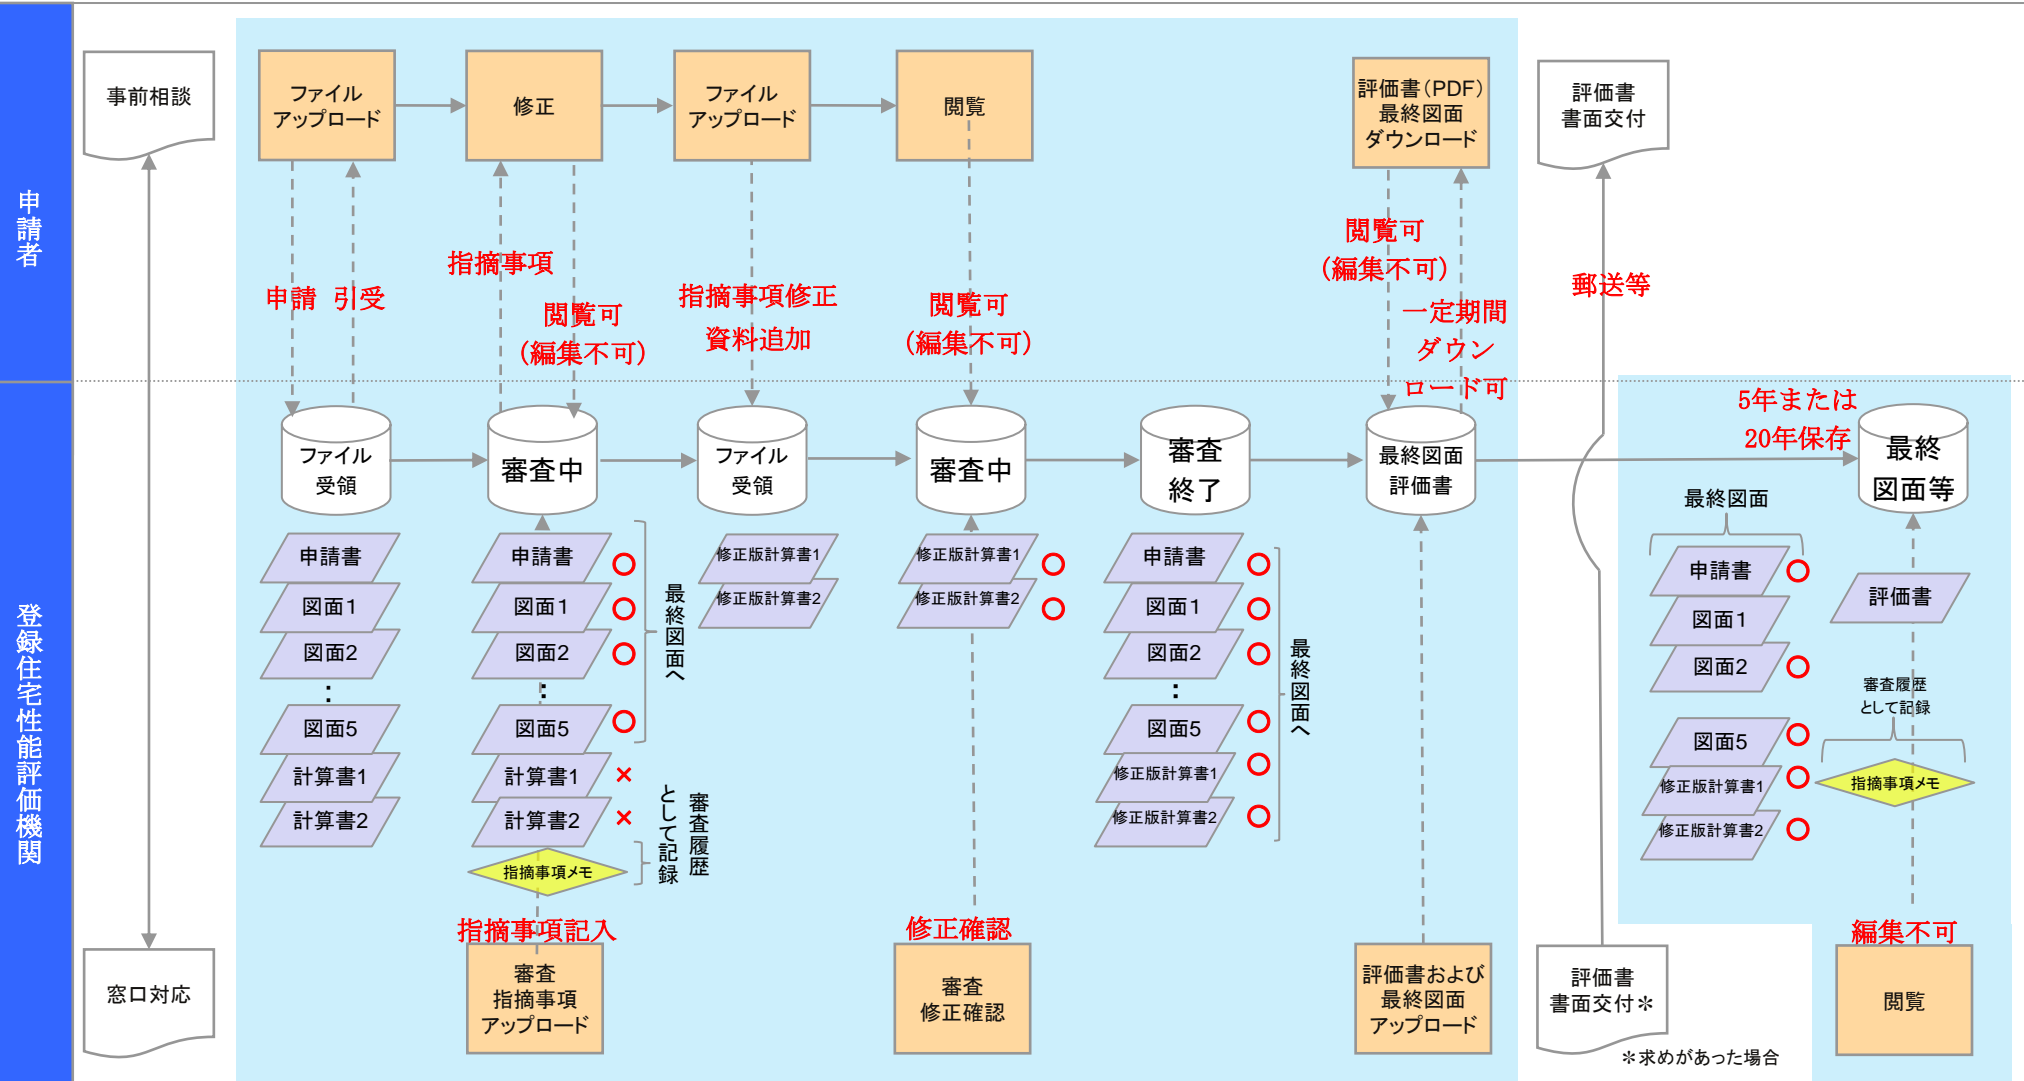 申請者
事前相談
ファイル
アップロード
修正
ファイル
アップロード
閲覧
評価書(PDF)
最終図面
ダウンロード
評価書
書面交付
申請
引受
指摘事項
閲覧可
(編集不可)
指摘事項修正
資料追加
閲覧可
(編集不可)
閲覧可
(編集不可)
一定期間
ダウン
ロード可
郵送等
登録住宅性能評価機関
ファイル
受領
審査中
ファイル
受領
審査中
審査
終了
最終図面
評価書
5年または
20年保存
最終
図面等
申請書
図面1
図面2
:
図面5
計算書1
計算書2
申請書
図面1
図面2
:
図面5
計算書1
計算書2
指摘事項メモ
最終図面へ
審査履歴
として記録
修正版計算書1
修正版計算書2
修正版計算書1
修正版計算書2
申請書
図面1
図面2
:
図面5
修正版計算書1
修正版計算書2
最終図面へ
最終図面
申請書
図面1
図面2
図面5
修正版計算書1
修正版計算書2
評価書
審査履歴
として記録
指摘事項メモ
窓口対応
指摘事項記入
審査
指摘事項
アップロード
修正確認
審査
修正確認
評価書および
最終図面
アップロード
評価書
書面交付＊
＊求めがあった場合
編集不可
閲覧